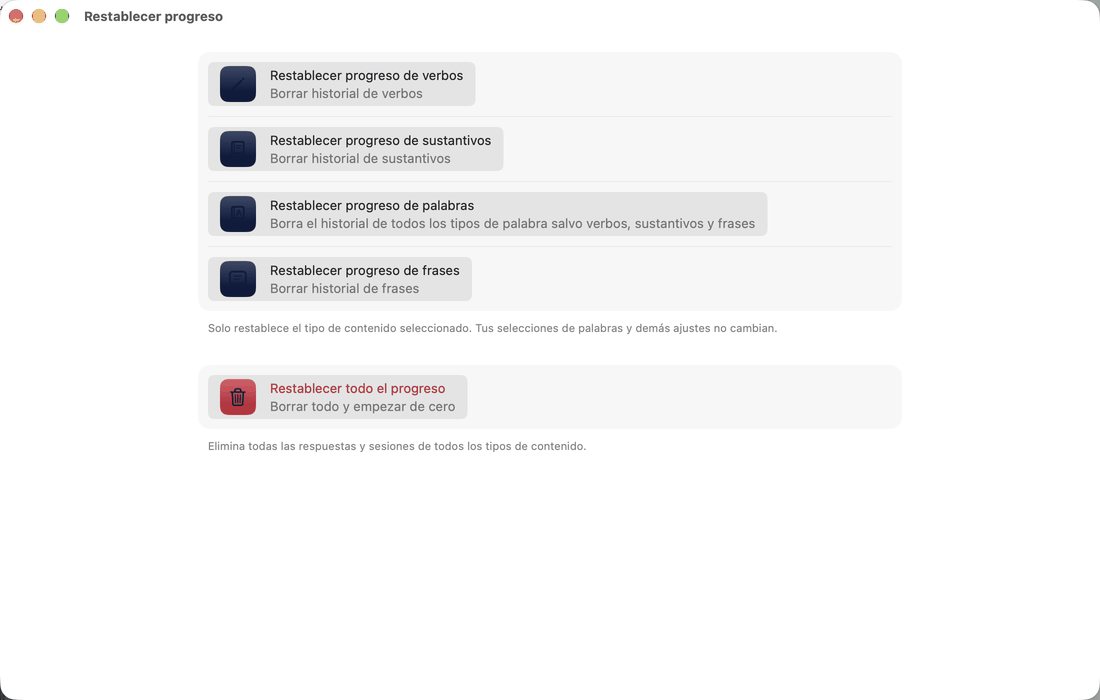 Restablecer progreso
Restablecer progreso de verbos
Borrar historial de verbos
Restablecer progreso de sustantivos
Borrar historial de sustantivos
Restablecer progreso de palabras
Borra el historial de todos los tipos de palabra salvo verbos, sustantivos y frases
Restablecer progreso de frases
Borrar historial de frases
Solo restablece el tipo de contenido seleccionado. Tus selecciones de palabras y demás ajustes no cambian.
Restablecer todo el progreso
Borrar todo y empezar de cero
Elimina todas las respuestas y sesiones de todos los tipos de contenido.